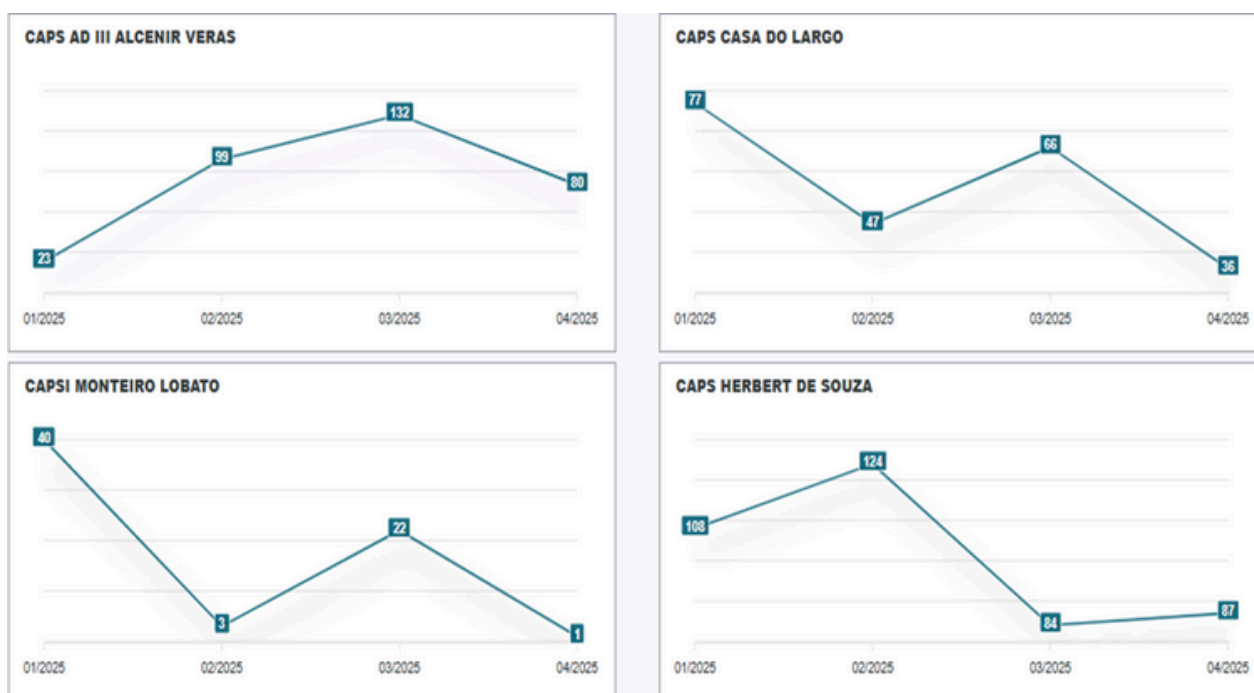 CAPS AD III ALCENIR VERAS
23
99
132
80
01/2025 02/2025 03/2025 04/2025
CAPS CASA DO LARGO
77
47
66
36
01/2025 02/2025 03/2025 04/2025
CAPSI MONTEIRO LOBATO
40
3
22
1
01/2025 02/2025 03/2025 04/2025
CAPS HERBERT DE SOUZA
108
124
84
87
01/2025 02/2025 03/2025 04/2025